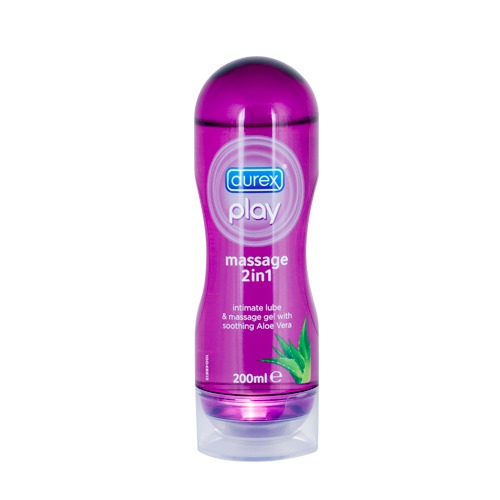 durex
play
massage
2in1
intimate lube
& massage gel with
soothing Aloe Vera
200ml e